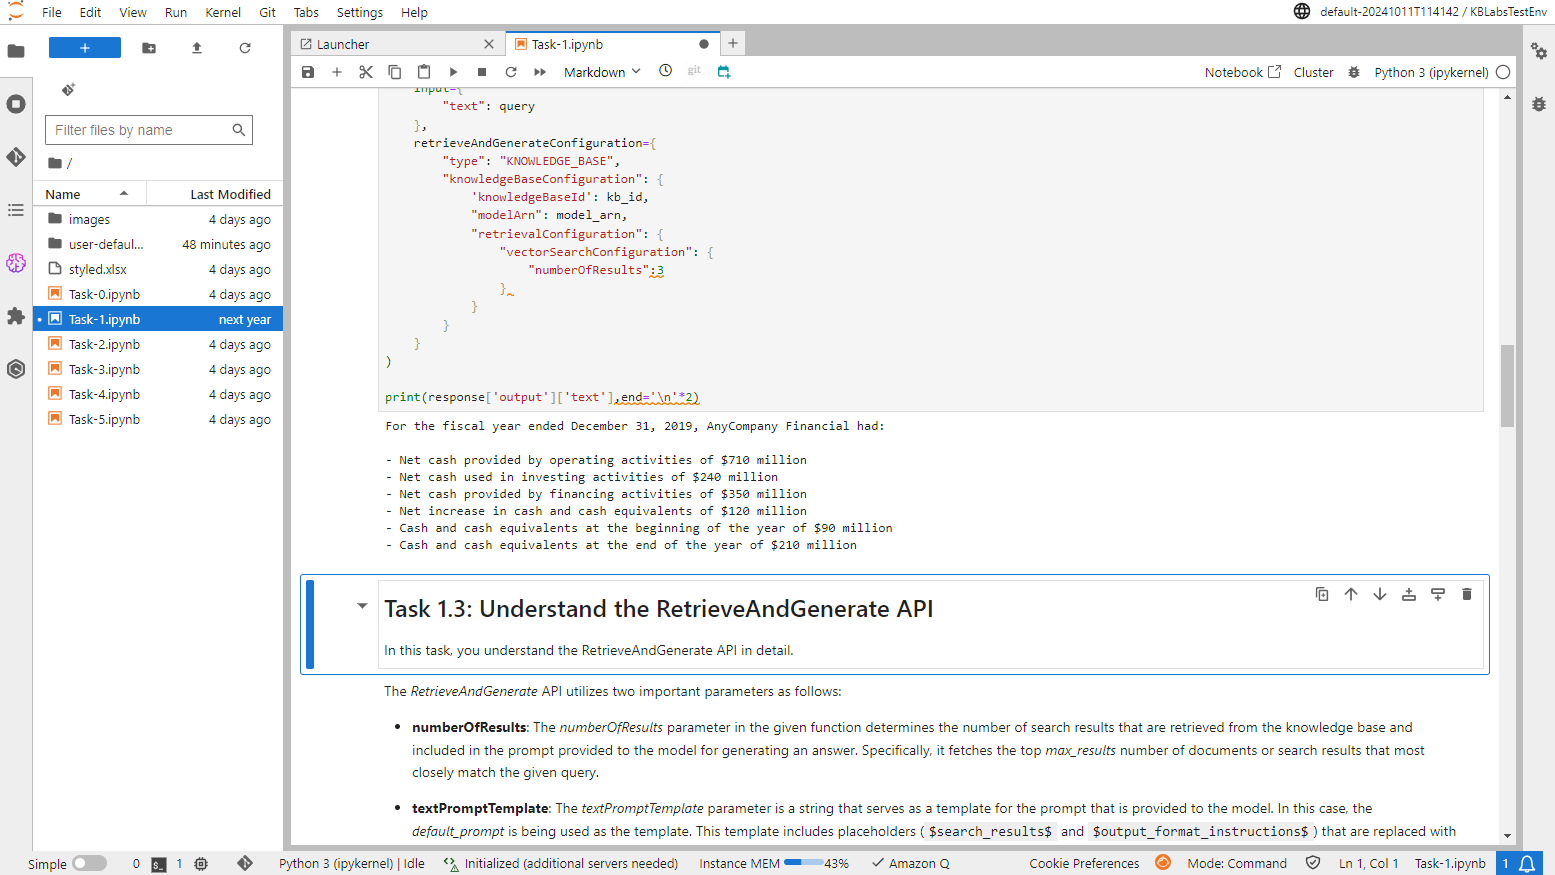 File Edit View Run Kernel Git Tabs Settings Help
default-20241011T114142 / KBLabsTestEnv
Launcher
Task-1.ipynb
Markdown
git
Notebook
Cluster
Python 3 (ipykernel)
Filter files by name
/
Name Last Modified
images 4 days ago
user-defaul... 48 minutes ago
styled.xlsx 4 days ago
Task-0.ipynb 4 days ago
Task-1.ipynb next year
Task-2.ipynb 4 days ago
Task-3.ipynb 4 days ago
Task-4.ipynb 4 days ago
Task-5.ipynb 4 days ago
input={
"text": query
},
retrieveAndGenerateConfiguration={
"type": "KNOWLEDGE_BASE",
"knowledgeBaseConfiguration": {
'knowledgeBaseId': kb_id,
"modelArn": model_arn,
"retrievalConfiguration": {
"vectorSearchConfiguration": {
"numberOfResults":3
}
}
}
}
)
print(response['output']['text'],end='\n'*2)
For the fiscal year ended December 31, 2019, AnyCompany Financial had:
- Net cash provided by operating activities of $710 million
- Net cash used in investing activities of $240 million
- Net cash provided by financing activities of $350 million
- Net increase in cash and cash equivalents of $120 million
- Cash and cash equivalents at the beginning of the year of $90 million
- Cash and cash equivalents at the end of the year of $210 million
Task 1.3: Understand the RetrieveAndGenerate API
In this task, you understand the RetrieveAndGenerate API in detail.
The RetrieveAndGenerate API utilizes two important parameters as follows:
• numberOfResults: The numberOfResults parameter in the given function determines the number of search results that are retrieved from the knowledge base and
included in the prompt provided to the model for generating an answer. Specifically, it fetches the top max_results number of documents or search results that most
closely match the given query.
• textPromptTemplate: The textPromptTemplate parameter is a string that serves as a template for the prompt that is provided to the model. In this case, the
default_prompt is being used as the template. This template includes placeholders ( $search_results$ and $output_format_instructions$ ) that are replaced with
Simple 0 $_ 1 Python 3 (ipykernel) | Idle Initialized (additional servers needed) Instance MEM 43% Amazon Q Cookie Preferences Mode: Command Ln 1, Col 1 Task-1.ipynb 1